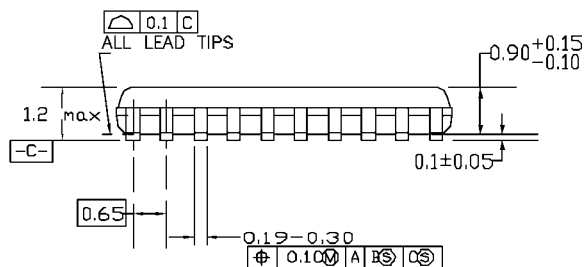 0.1 C
ALL LEAD TIPS
0.90 +0.15 -0.10
1.2 max
-C-
0.1±0.05
0.65
0.19-0.30
⌖ 0.10Ⓜ A BⓈ CⓈ